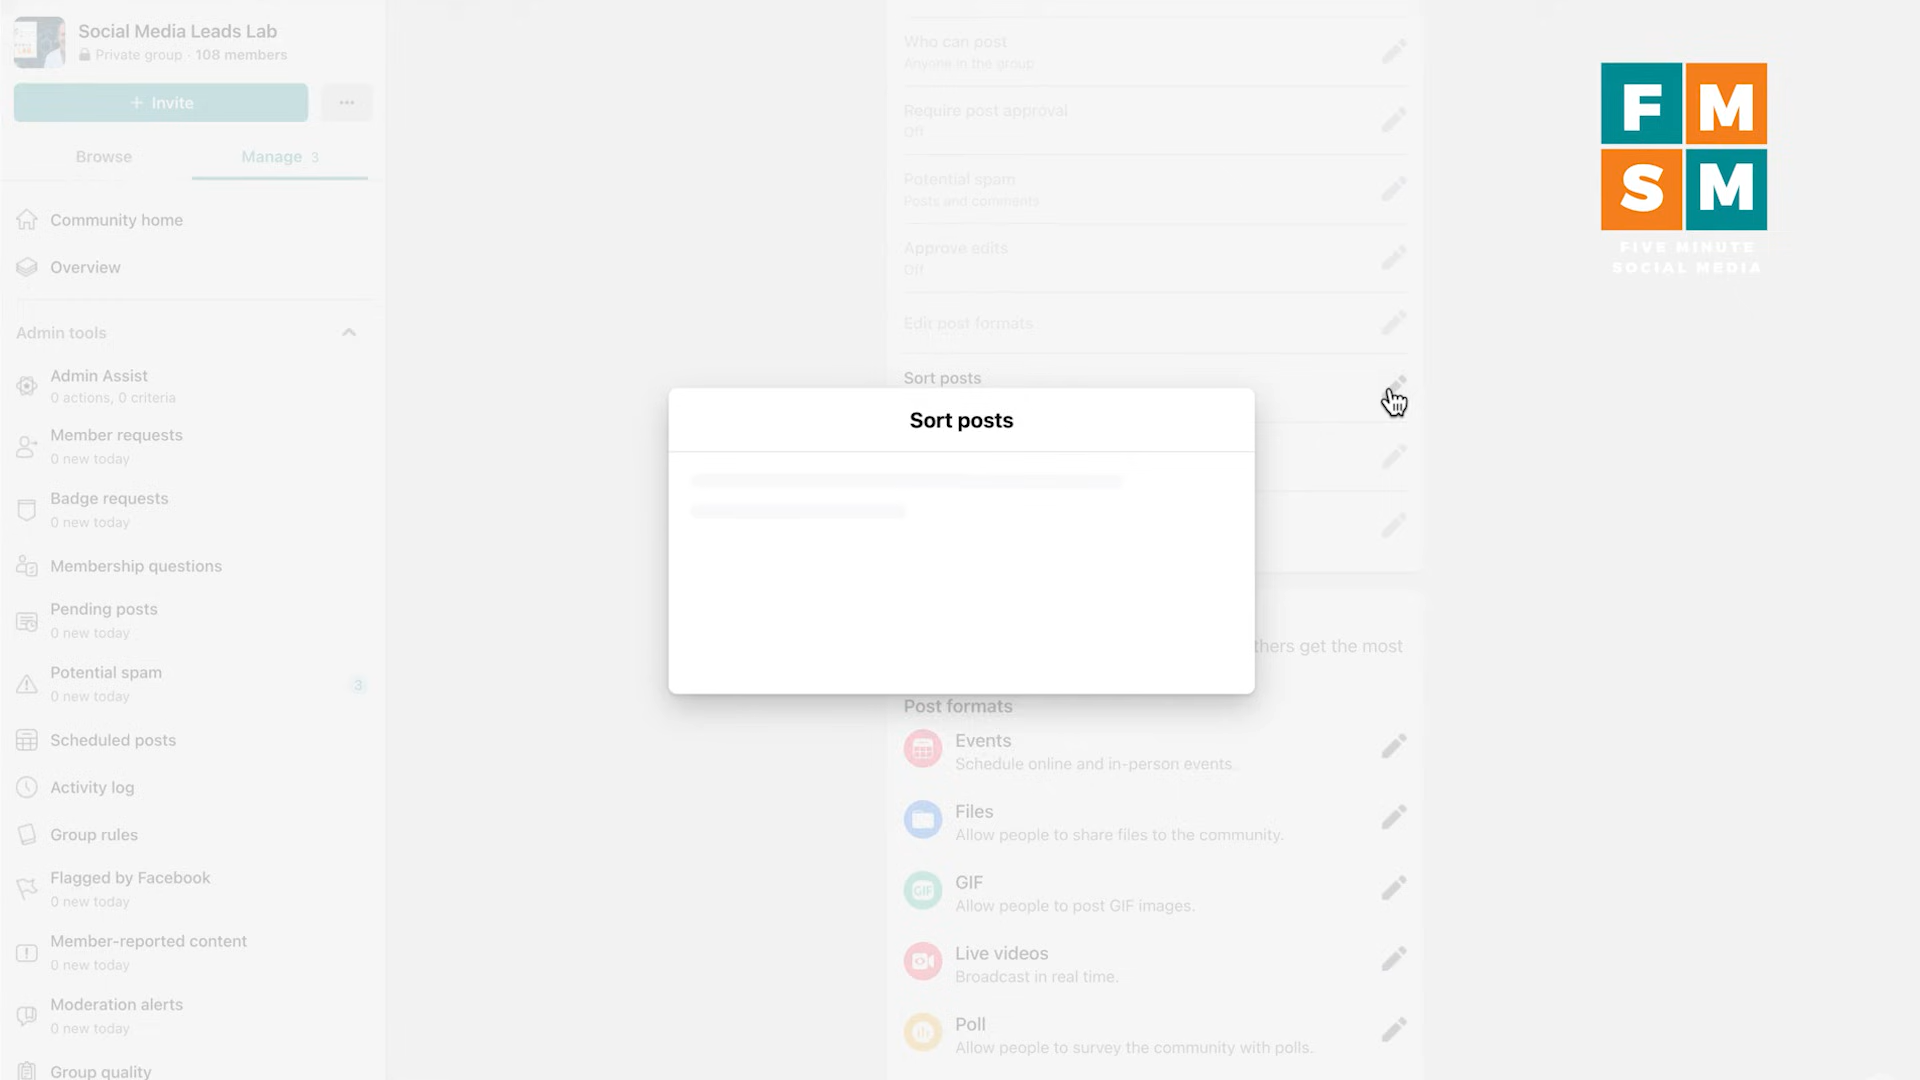 Social Media Leads Lab
Private group · 108 members
+ Invite
Browse
Manage 3
Community home
Overview
Admin tools
Admin Assist
0 actions, 0 criteria
Member requests
0 new today
Badge requests
0 new today
Membership questions
Pending posts
0 new today
Potential spam
0 new today
3
Scheduled posts
Activity log
Group rules
Flagged by Facebook
0 new today
Member-reported content
0 new today
Moderation alerts
0 new today
Group quality
Who can post
Anyone in the group
Require post approval
Off
Potential spam
Posts and comments
Approve edits
Off
Edit post formats
Sort posts
Sort posts
thers get the most
Post formats
Events
Schedule online and in-person events.
Files
Allow people to share files to the community.
GIF
GIF
Allow people to post GIF images.
Live videos
Broadcast in real time.
Poll
Allow people to survey the community with polls.
F M
S M
FIVE MINUTE
SOCIAL MEDIA